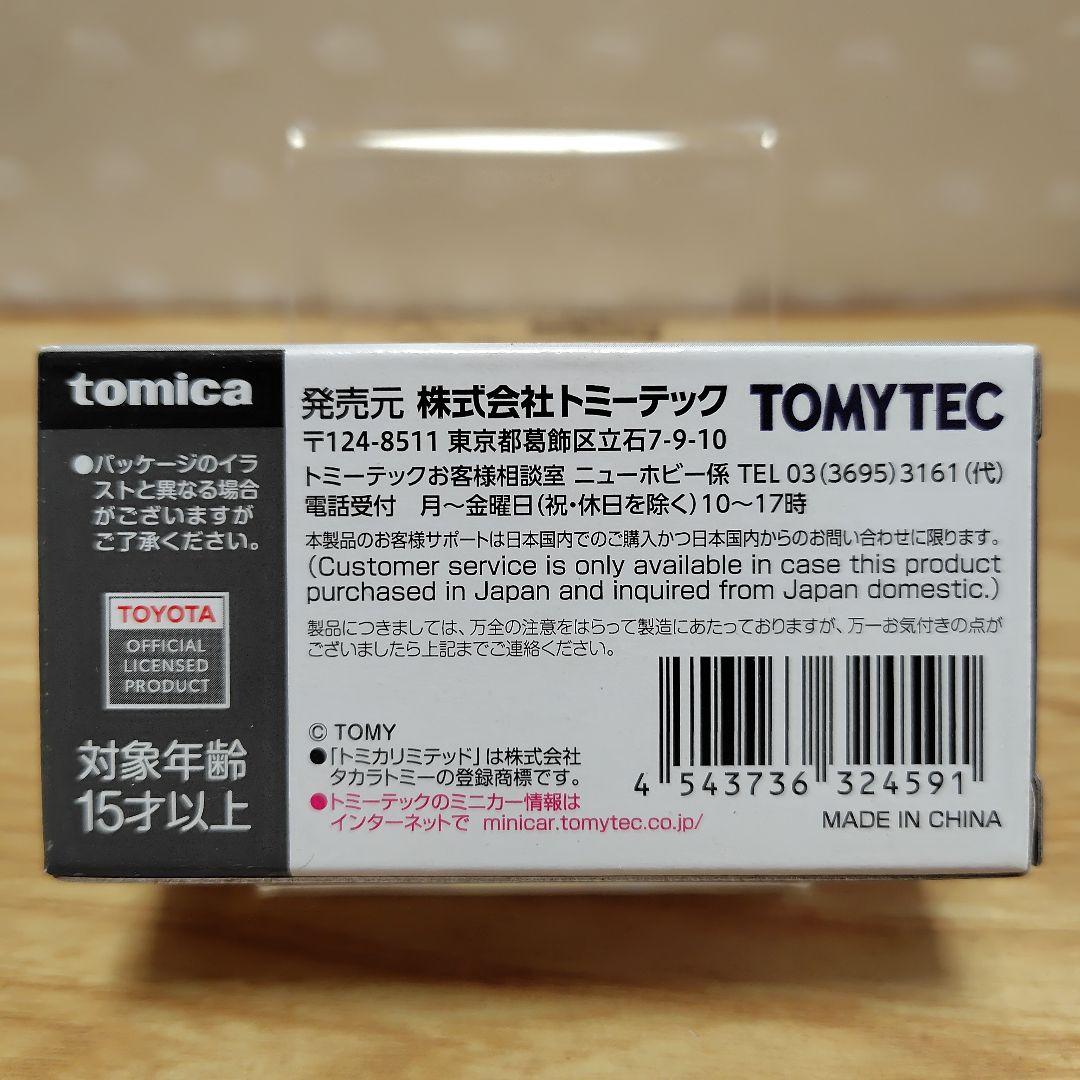 tomica
●パッケージのイラ
ストと異なる場合
がございますが
ご了承ください。
TOYOTA
OFFICIAL
LICENSED
PRODUCT
対象年齢
15才以上
発売元 株式会社トミーテック TOMYTEC
〒124-8511 東京都葛飾区立石7-9-10
トミーテックお客様相談室 ニューホビー係 TEL 03(3695)3161(代)
電話受付 月〜金曜日(祝・休日を除く)10〜17時
本製品のお客様サポートは日本国内でのご購入かつ日本国内からのお問い合わせに限ります。
(Customer service is only available in case this product
purchased in Japan and inquired from Japan domestic.)
製品につきましては、万全の注意をはらって製造にあたっておりますが、万一お気付きの点が
ございましたら上記までご連絡ください。
© TOMY
●「トミカリミテッド」は株式会社
タカラトミーの登録商標です。
●トミーテックのミニカー情報は
インターネットで minicar.tomytec.co.jp/
4 543736 324591
MADE IN CHINA